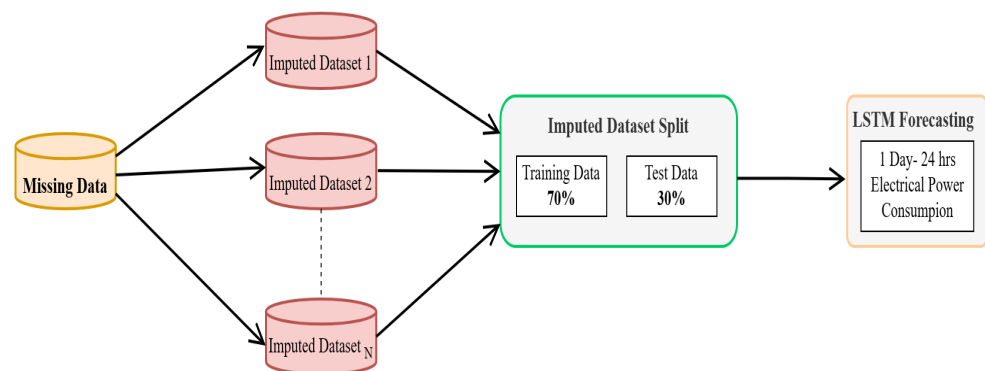 Missing Data
Imputed Dataset 1
Imputed Dataset 2
Imputed Dataset N
Imputed Dataset Split
Training Data
70%
Test Data
30%
LSTM Forecasting
1 Day- 24 hrs
Electrical Power
Consumpion